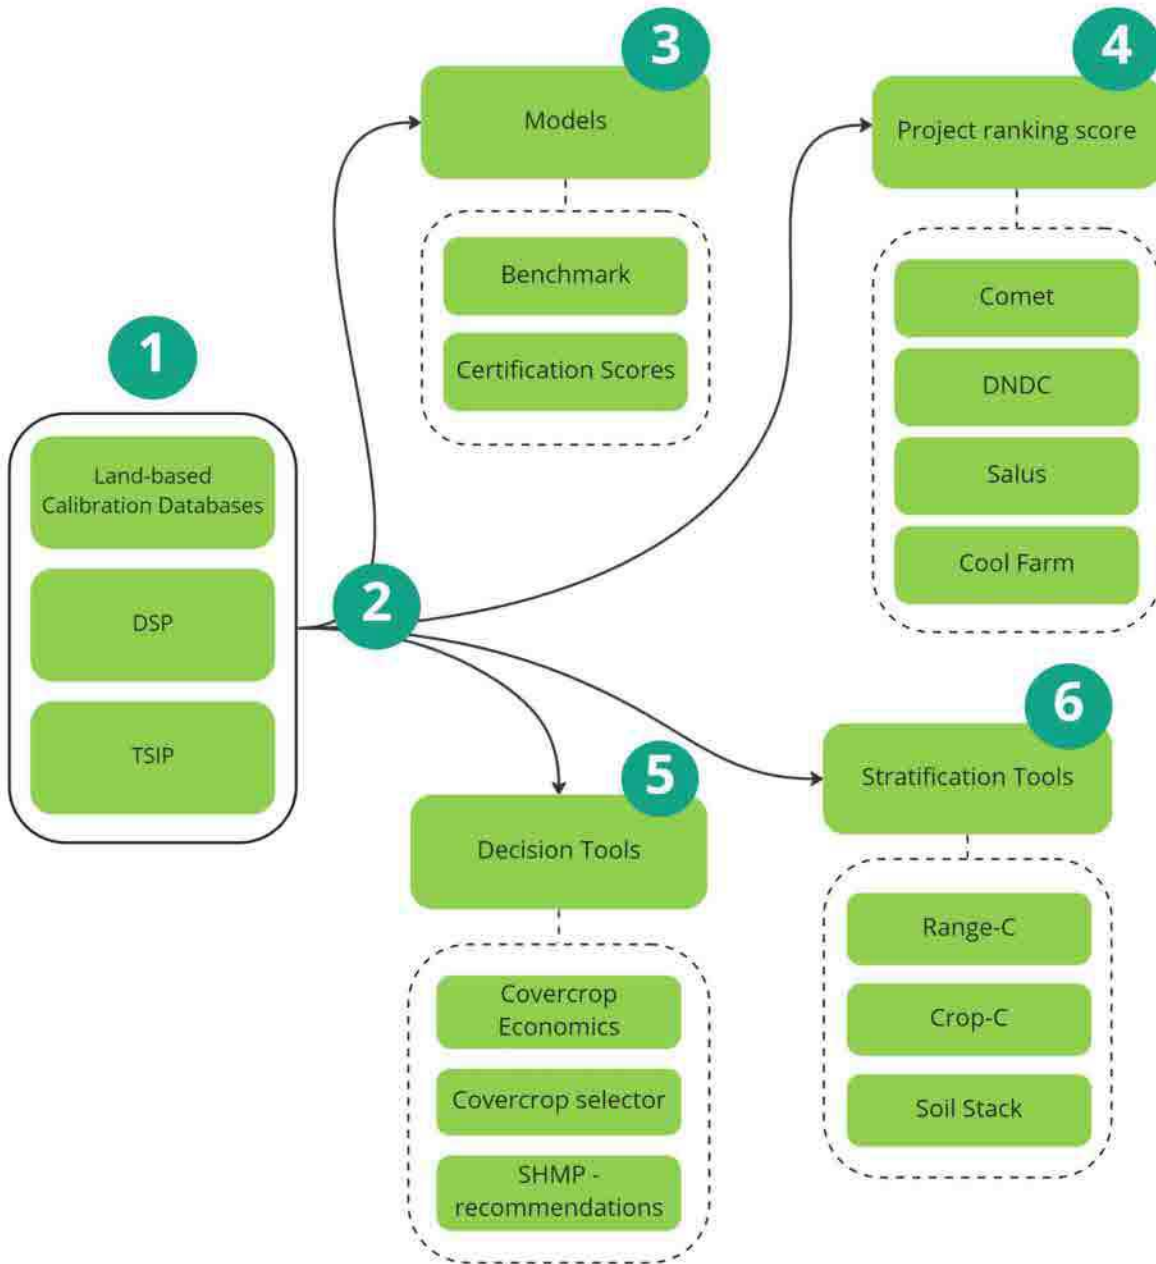 1
Land-based
Calibration Databases
DSP
TSIP
2
3
Models
Benchmark
Certification Scores
4
Project ranking score
Comet
DNDC
Salus
Cool Farm
5
Decision Tools
Covercrop
Economics
Covercrop selector
SHMP -
recommendations
6
Stratification Tools
Range-C
Crop-C
Soil Stack